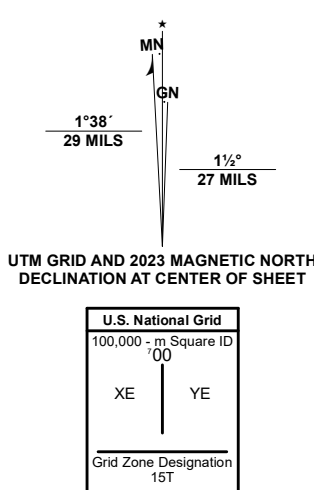 ★
MN
GN
1°38´
29 MILS
1½°
27 MILS
UTM GRID AND 2023 MAGNETIC NORTH
DECLINATION AT CENTER OF SHEET
U.S. National Grid
100,000 - m Square ID
⁷00
XE YE
Grid Zone Designation
15T